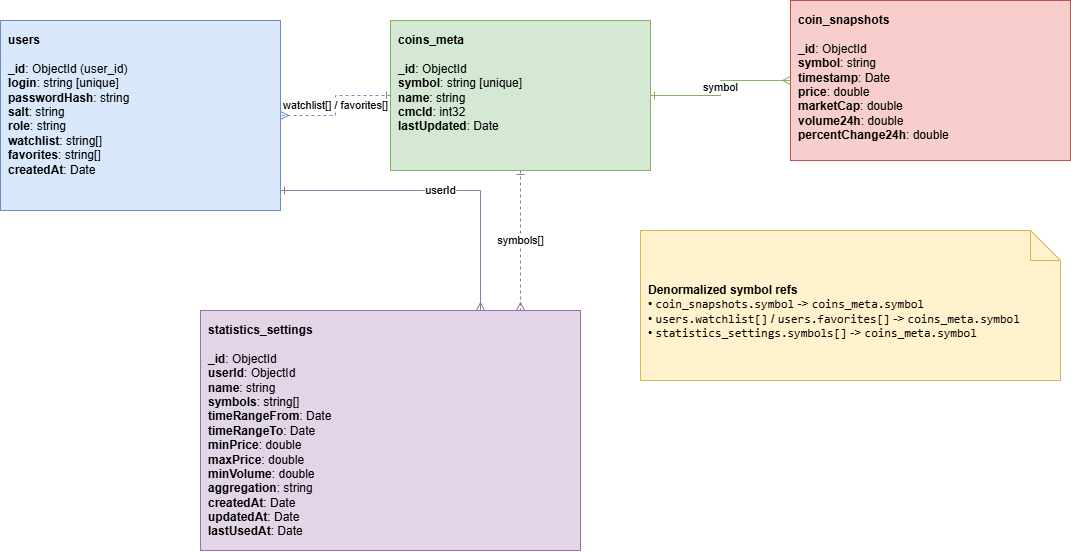 users
_id: ObjectId (user_id)
login: string [unique]
passwordHash: string
salt: string
role: string
watchlist: string[]
favorites: string[]
createdAt: Date
watchlist[] / favorites[]
coins_meta
_id: ObjectId
symbol: string [unique]
name: string
cmcId: int32
lastUpdated: Date
symbol
coin_snapshots
_id: ObjectId
symbol: string
timestamp: Date
price: double
marketCap: double
volume24h: double
percentChange24h: double
userId
symbols[]
statistics_settings
_id: ObjectId
userId: ObjectId
name: string
symbols: string[]
timeRangeFrom: Date
timeRangeTo: Date
minPrice: double
maxPrice: double
minVolume: double
aggregation: string
createdAt: Date
updatedAt: Date
lastUsedAt: Date
Denormalized symbol refs
• coin_snapshots.symbol -> coins_meta.symbol
• users.watchlist[] / users.favorites[] -> coins_meta.symbol
• statistics_settings.symbols[] -> coins_meta.symbol